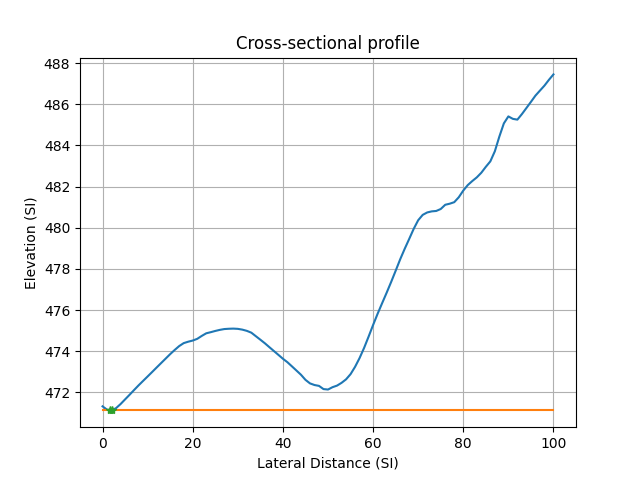 Cross-sectional profile
488
486
484
482
480
478
476
474
472
Elevation (SI)
0 20 40 60 80 100
Lateral Distance (SI)